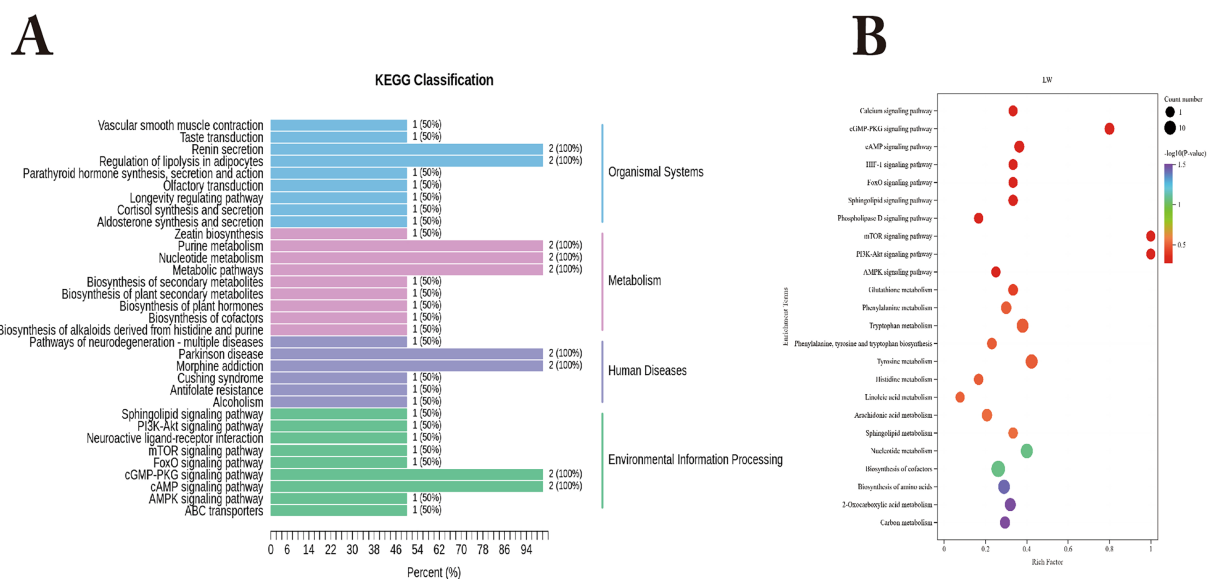 A
KEGG Classification
Vascular smooth muscle contraction 1 (50%)
Taste transduction 1 (50%)
Renin secretion 2 (100%)
Regulation of lipolysis in adipocytes 2 (100%)
Parathyroid hormone synthesis, secretion and action 1 (50%)
Olfactory transduction 1 (50%)
Longevity regulating pathway 1 (50%)
Cortisol synthesis and secretion 1 (50%)
Aldosterone synthesis and secretion 1 (50%)
Organismal Systems
Zeatin biosynthesis 1 (50%)
Purine metabolism 2 (100%)
Nucleotide metabolism 2 (100%)
Metabolic pathways 2 (100%)
Biosynthesis of secondary metabolites 1 (50%)
Biosynthesis of plant secondary metabolites 1 (50%)
Biosynthesis of plant hormones 1 (50%)
Biosynthesis of cofactors 1 (50%)
Biosynthesis of alkaloids derived from histidine and purine 1 (50%)
Metabolism
Pathways of neurodegeneration - multiple diseases 1 (50%)
Parkinson disease 2 (100%)
Morphine addiction 2 (100%)
Cushing syndrome 1 (50%)
Antifolate resistance 1 (50%)
Alcoholism 1 (50%)
Human Diseases
Sphingolipid signaling pathway 1 (50%)
PI3K-Akt signaling pathway 1 (50%)
Neuroactive ligand-receptor interaction 1 (50%)
mTOR signaling pathway 1 (50%)
FoxO signaling pathway 1 (50%)
cGMP-PKG signaling pathway 2 (100%)
cAMP signaling pathway 2 (100%)
AMPK signaling pathway 1 (50%)
ABC transporters 1 (50%)
Environmental Information Processing
0 6 14 22 30 38 46 54 62 70 78 86 94
Percent (%)
B
LW
Enrichment Terms
Calcium signaling pathway
cGMP-PKG signaling pathway
cAMP signaling pathway
HIF-1 signaling pathway
FoxO signaling pathway
Sphingolipid signaling pathway
Phospholipase D signaling pathway
mTOR signaling pathway
PI3K-Akt signaling pathway
AMPK signaling pathway
Glutathione metabolism
Phenylalanine metabolism
Tryptophan metabolism
Phenylalanine, tyrosine and tryptophan biosynthesis
Tyrosine metabolism
Histidine metabolism
Linoleic acid metabolism
Arachidonic acid metabolism
Sphingolipid metabolism
Nucleotide metabolism
Biosynthesis of cofactors
Biosynthesis of amino acids
2-Oxocarboxylic acid metabolism
Carbon metabolism
0 0.2 0.4 0.6 0.8 1
Rich Factor
Count number
1
10
-log10(P-value)
1.5
1
0.5